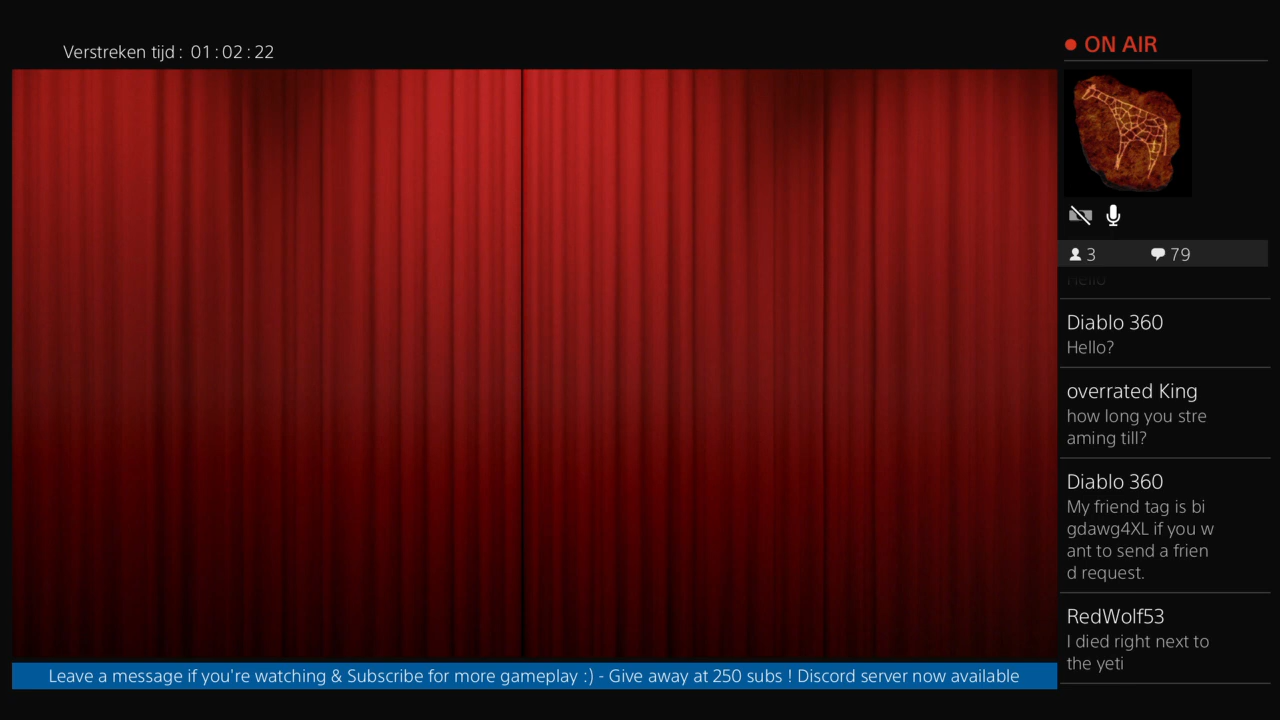 Verstreken tijd : 01 : 02 : 22
ON AIR
3 79
Hello
Diablo 360
Hello?
overrated King
how long you stre
aming till?
Diablo 360
My friend tag is bi
gdawg4XL if you w
ant to send a frien
d request.
RedWolf53
I died right next to
the yeti
Leave a message if you're watching & Subscribe for more gameplay :) - Give away at 250 subs ! Discord server now available